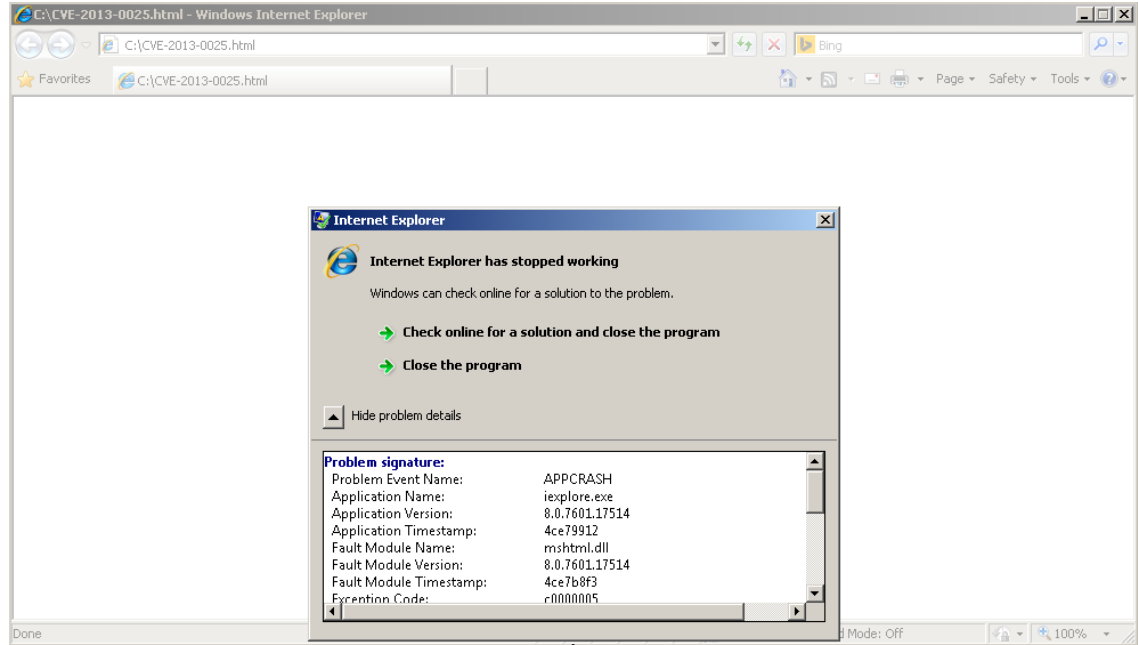 C:\CVE-2013-0025.html - Windows Internet Explorer
C:\CVE-2013-0025.html
Bing
Favorites
C:\CVE-2013-0025.html
Page Safety Tools
Internet Explorer
Internet Explorer has stopped working
Windows can check online for a solution to the problem.
Check online for a solution and close the program
Close the program
Hide problem details
Problem signature:
Problem Event Name: APPCRASH
Application Name: iexplore.exe
Application Version: 8.0.7601.17514
Application Timestamp: 4ce79912
Fault Module Name: mshtml.dll
Fault Module Version: 8.0.7601.17514
Fault Module Timestamp: 4ce7b8f3
Exception Code: c0000005
Done
d Mode: Off
100%